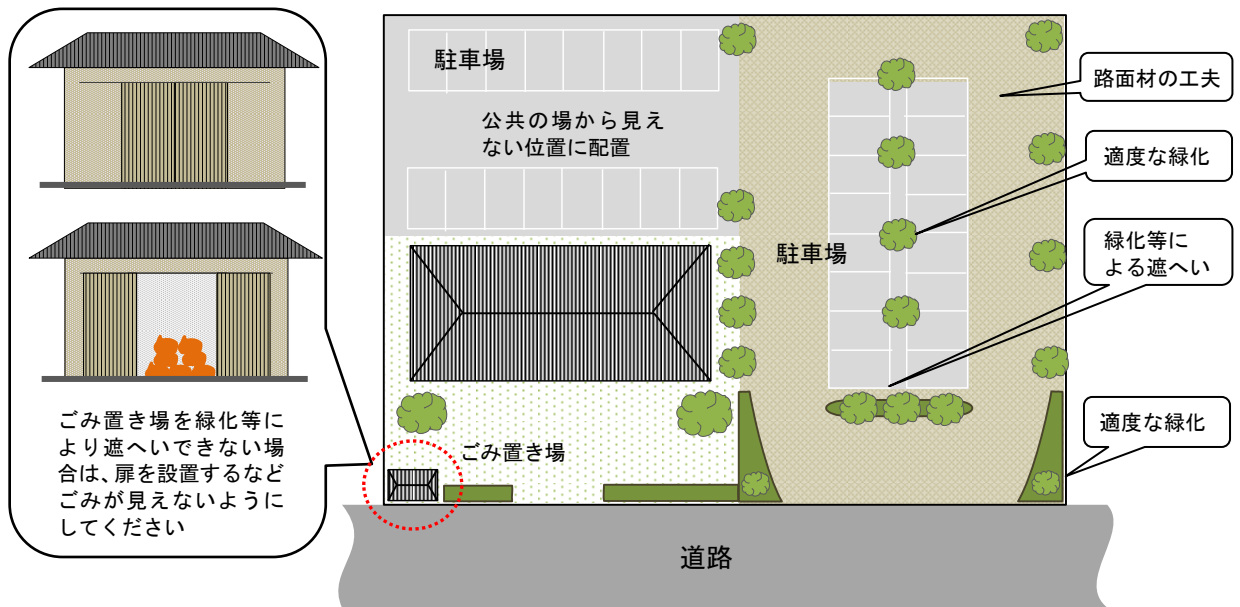 駐車場
公共の場から見え
ない位置に配置
路面材の工夫
適度な緑化
緑化等に
よる遮へい
駐車場
適度な緑化
ごみ置き場
ごみ置き場を緑化等に
より遮へいできない場
合は、扉を設置するなど
ごみが見えないように
してください
道路